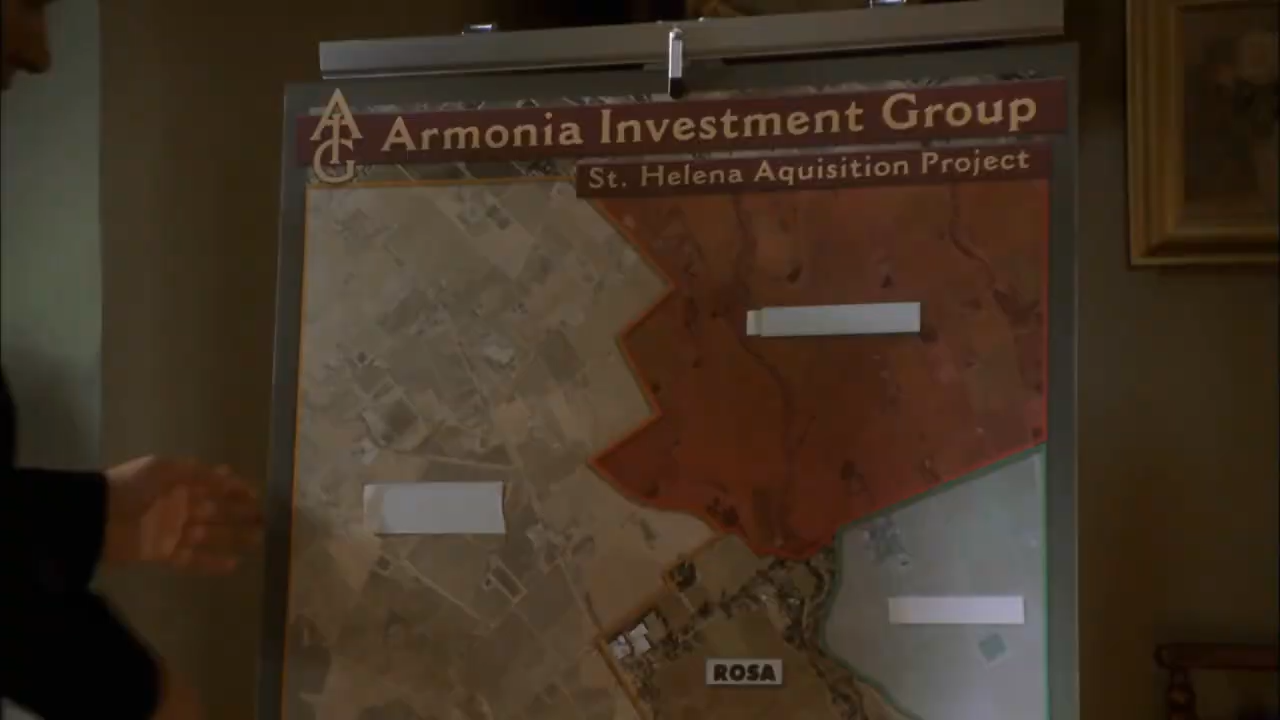 AIG
Armonia Investment Group
St. Helena Aquisition Project
ROSA